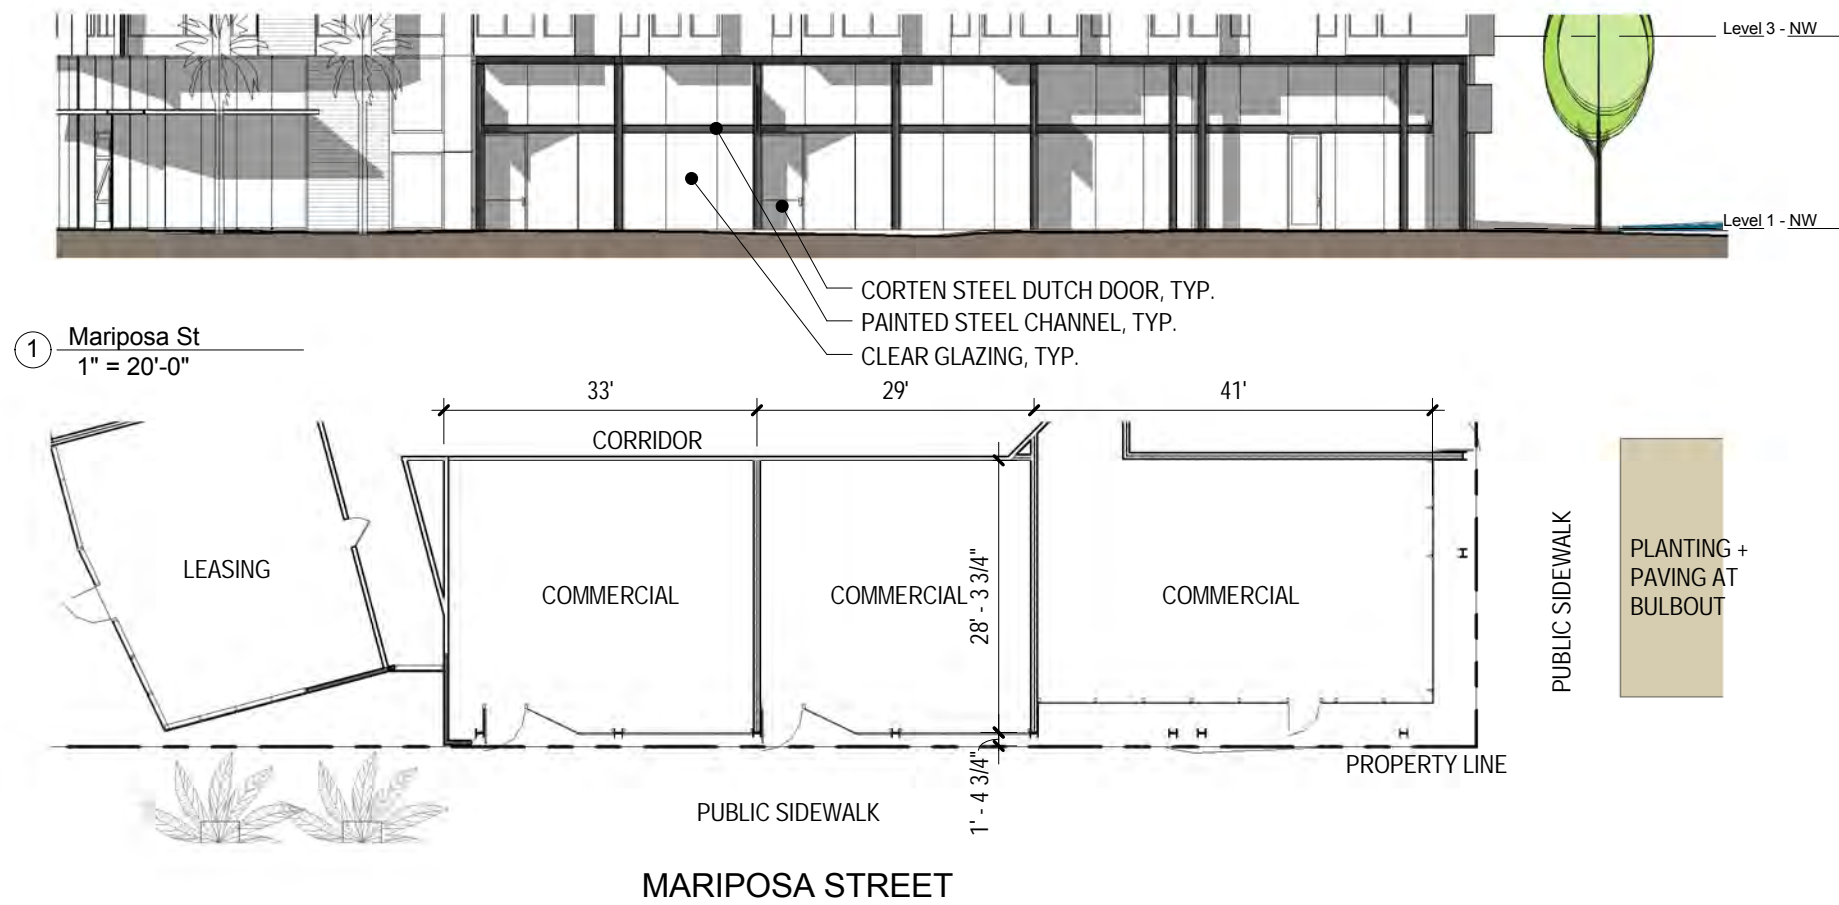 Level 3 - NW
Level 1 - NW
CORTEN STEEL DUTCH DOOR, TYP.
PAINTED STEEL CHANNEL, TYP.
CLEAR GLAZING, TYP.
1
Mariposa St
1" = 20'-0"
33'
29'
41'
CORRIDOR
LEASING
COMMERCIAL
COMMERCIAL
28' - 3 3/4"
COMMERCIAL
PUBLIC SIDEWALK
PLANTING +
PAVING AT
BULBOUT
1' - 4 3/4"
PROPERTY LINE
PUBLIC SIDEWALK
MARIPOSA STREET